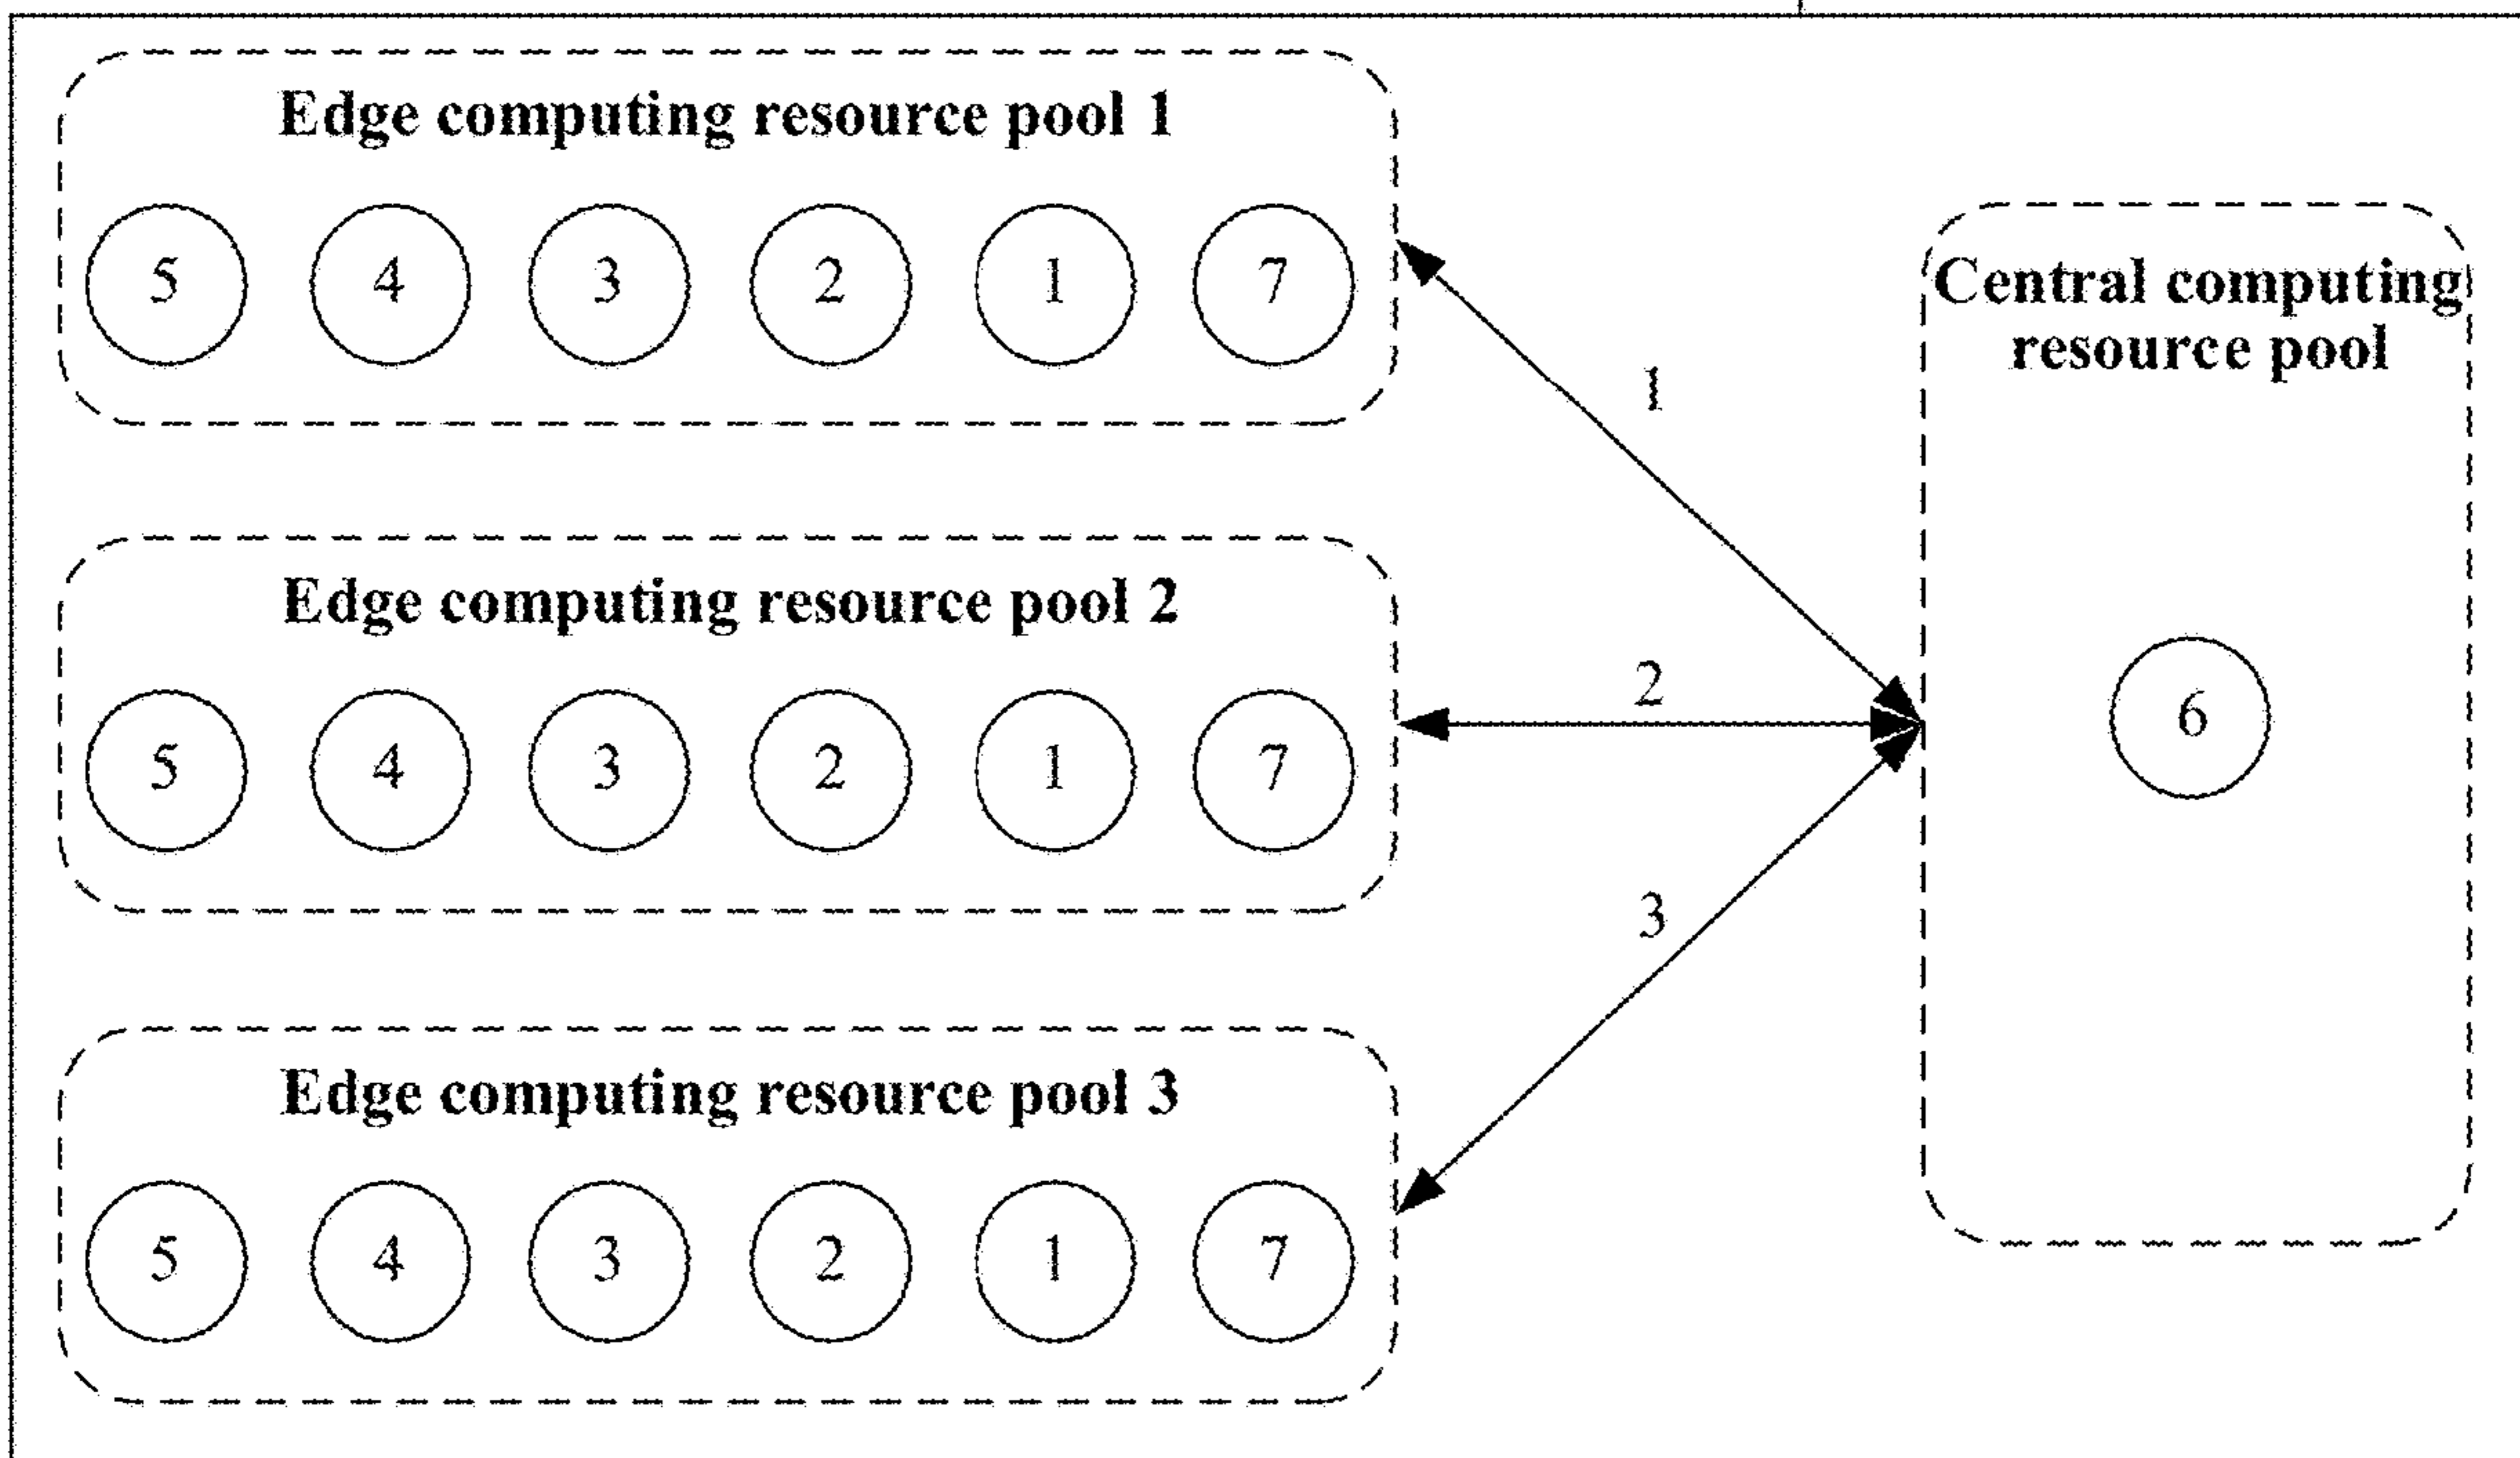 Edge computing resource pool 1
5 4 3 2 1 7
Central computing
resource pool
1
Edge computing resource pool 2
5 4 3 2 1 7
2
6
3
Edge computing resource pool 3
5 4 3 2 1 7